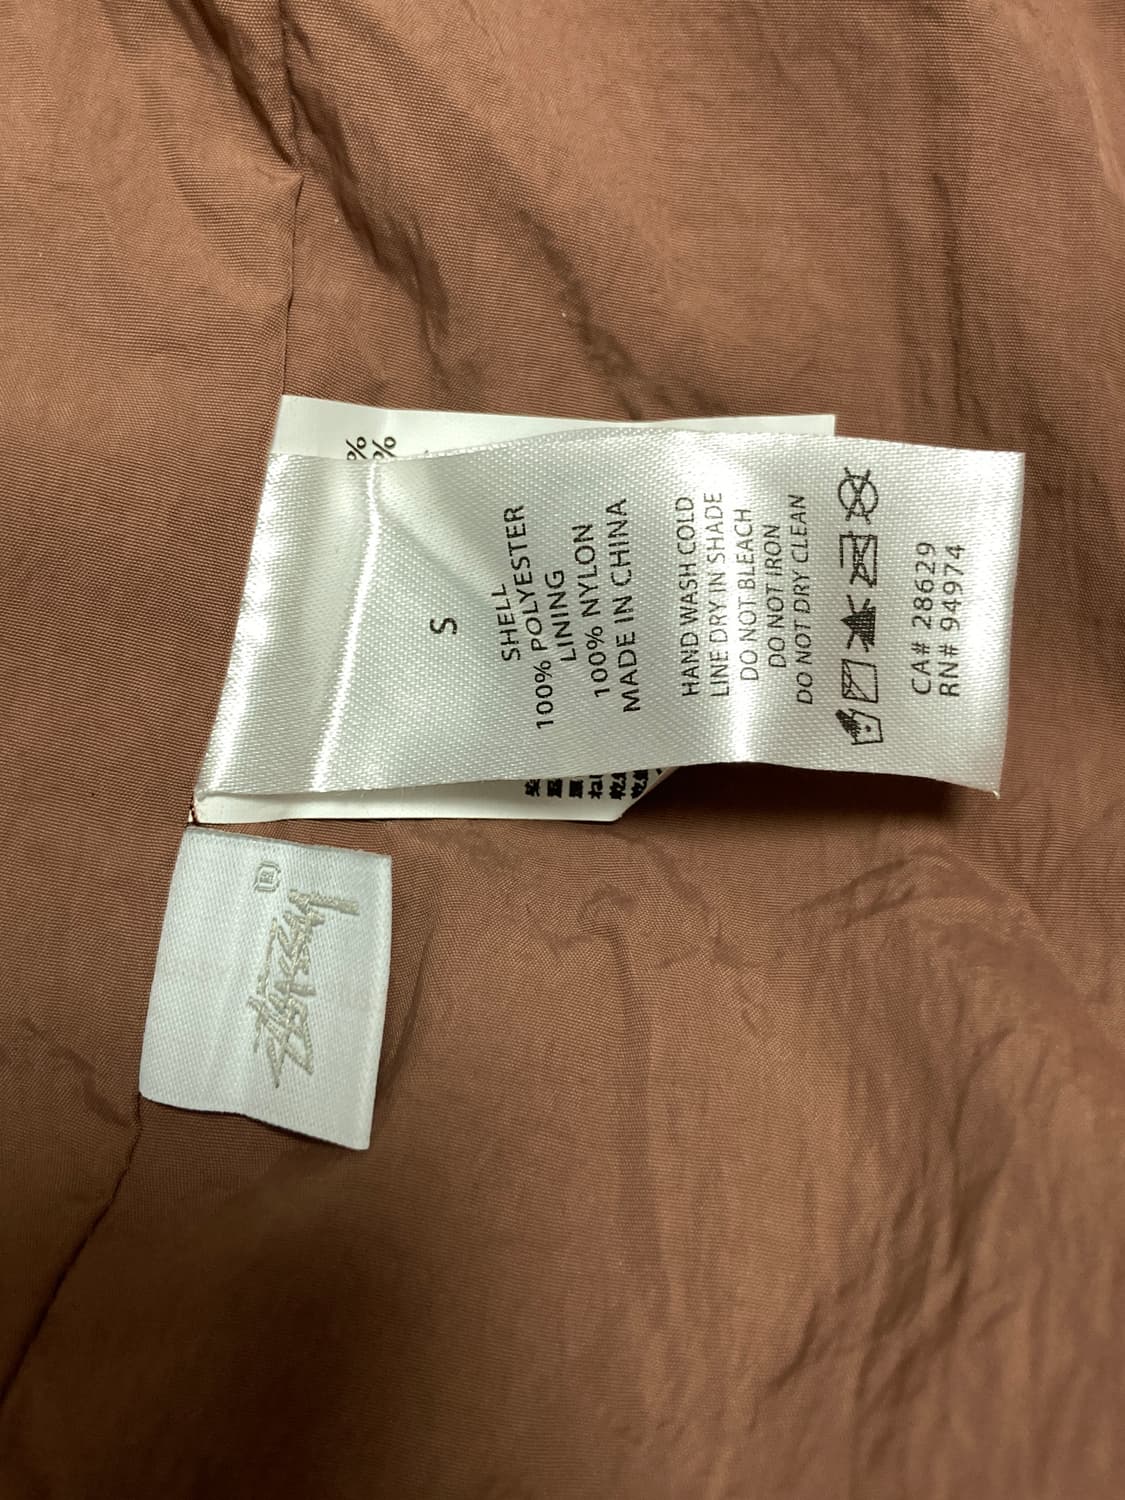 %
%
S
SHELL
100% POLYESTER
LINING
100% NYLON
MADE IN CHINA
HAND WASH COLD
LINE DRY IN SHADE
DO NOT BLEACH
DO NOT IRON
DO NOT DRY CLEAN
CA# 28629
RN# 94974
Stüssy ®